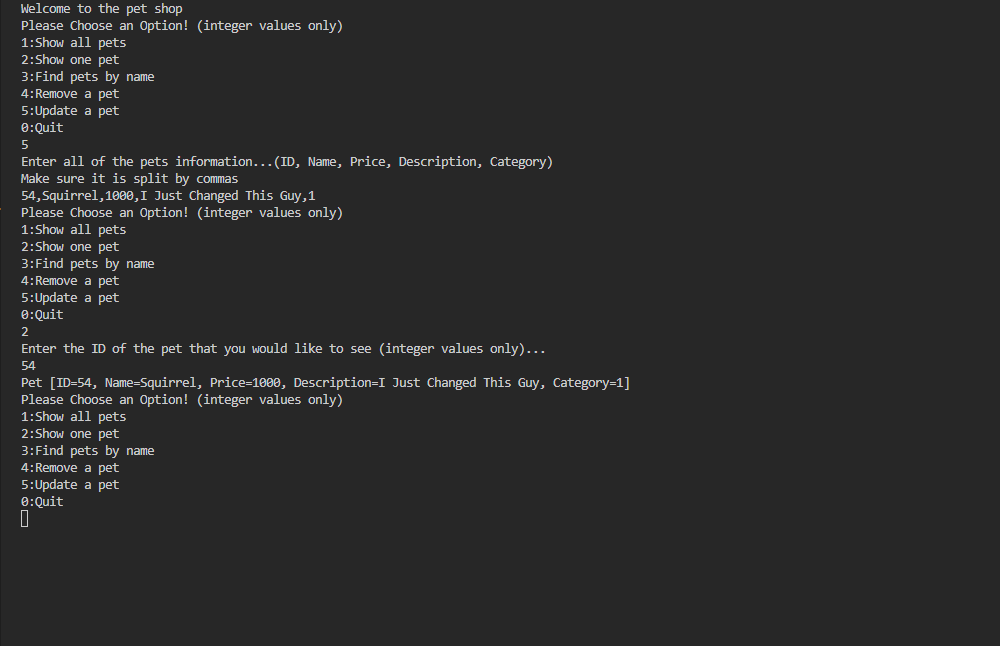 Welcome to the pet shop
Please Choose an Option! (integer values only)
1:Show all pets
2:Show one pet
3:Find pets by name
4:Remove a pet
5:Update a pet
0:Quit
5
Enter all of the pets information...(ID, Name, Price, Description, Category)
Make sure it is split by commas
54,Squirrel,1000,I Just Changed This Guy,1
Please Choose an Option! (integer values only)
1:Show all pets
2:Show one pet
3:Find pets by name
4:Remove a pet
5:Update a pet
0:Quit
2
Enter the ID of the pet that you would like to see (integer values only)...
54
Pet [ID=54, Name=Squirrel, Price=1000, Description=I Just Changed This Guy, Category=1]
Please Choose an Option! (integer values only)
1:Show all pets
2:Show one pet
3:Find pets by name
4:Remove a pet
5:Update a pet
0:Quit